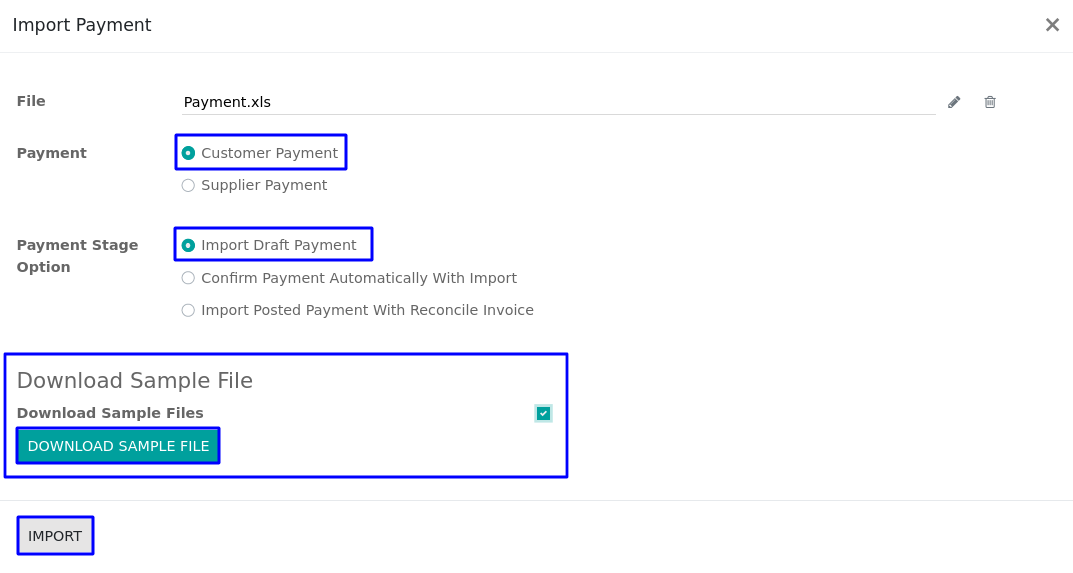 Import Payment
File
Payment.xls
Payment
Customer Payment
Supplier Payment
Payment Stage
Option
Import Draft Payment
Confirm Payment Automatically With Import
Import Posted Payment With Reconcile Invoice
Download Sample File
Download Sample Files
DOWNLOAD SAMPLE FILE
IMPORT